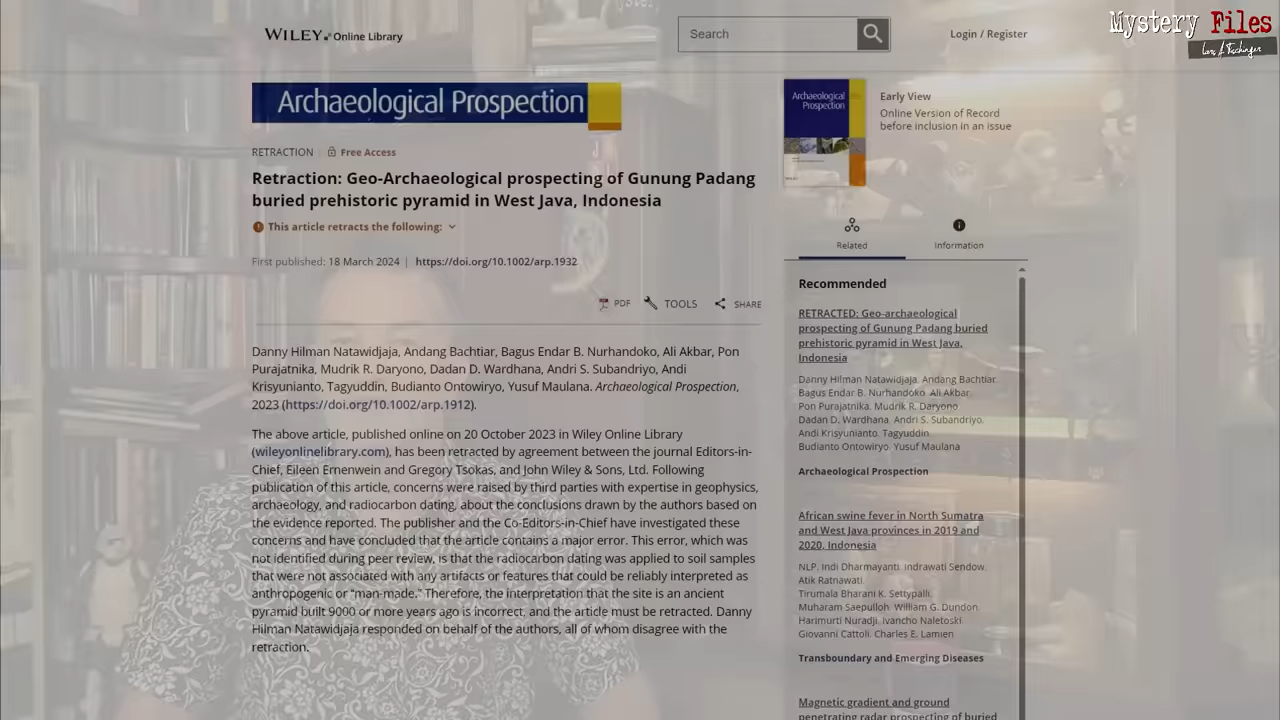 Mystery Files
WILEY Online Library
Search
Login / Register
Archaeological Prospection
Archaeological
Prospection
Early View
Online Version of Record
before inclusion in an issue
RETRACTION
Free Access
Retraction: Geo-Archaeological prospecting of Gunung Padang
buried prehistoric pyramid in West Java, Indonesia
This article retracts the following:
First published: 18 March 2024 | https://doi.org/10.1002/arp.1932
PDF
TOOLS
SHARE
Danny Hilman Natawidjaja, Andang Bachtiar, Bagus Endar B. Nurhandoko, Ali Akbar, Pon
Purajatnika, Mudrik R. Daryono, Dadan D. Wardhana, Andri S. Subandriyo, Andi
Krisyunianto, Tagyuddin, Budianto Ontowiryo, Yusuf Maulana. Archaeological Prospection,
2023 (https://doi.org/10.1002/arp.1912).
The above article, published online on 20 October 2023 in Wiley Online Library
(wileyonlinelibrary.com), has been retracted by agreement between the journal Editors-in-
Chief, Eileen Ernenwein and Gregory Tsokas, and John Wiley & Sons, Ltd. Following
publication of this article, concerns were raised by third parties with expertise in geophysics,
archaeology, and radiocarbon dating, about the conclusions drawn by the authors based on
the evidence reported. The publisher and the Co-Editors-in-Chief have investigated these
concerns and have concluded that the article contains a major error. This error, which was
not identified during peer review, is that the radiocarbon dating was applied to soil samples
that were not associated with any artifacts or features that could be reliably interpreted as
anthropogenic or “man-made.” Therefore, the interpretation that the site is an ancient
pyramid built 9000 or more years ago is incorrect, and the article must be retracted. Danny
Hilman Natawidjaja responded on behalf of the authors, all of whom disagree with the
retraction.
Related
Information
Recommended
RETRACTED: Geo-archaeological
prospecting of Gunung Padang buried
prehistoric pyramid in West Java,
Indonesia
Danny Hilman Natawidjaja, Andang Bachtiar,
Bagus Endar B. Nurhandoko, Ali Akbar,
Pon Purajatnika, Mudrik R. Daryono,
Dadan D. Wardhana, Andri S. Subandriyo,
Andi Krisyunianto, Tagyuddin,
Budianto Ontowiryo, Yusuf Maulana
Archaeological Prospection
African swine fever in North Sumatra
and West Java provinces in 2019 and
2020, Indonesia
NLP. Indi Dharmayanti, Indrawati Sendow,
Atik Ratnawati,
Tirumala Bharani K. Settypalli,
Muharam Saepulloh, William G. Dundon,
Harimurti Nuradji, Ivancho Naletoski,
Giovanni Cattoli, Charles E. Lamien
Transboundary and Emerging Diseases
Magnetic gradient and ground
penetrating radar prospecting of buried